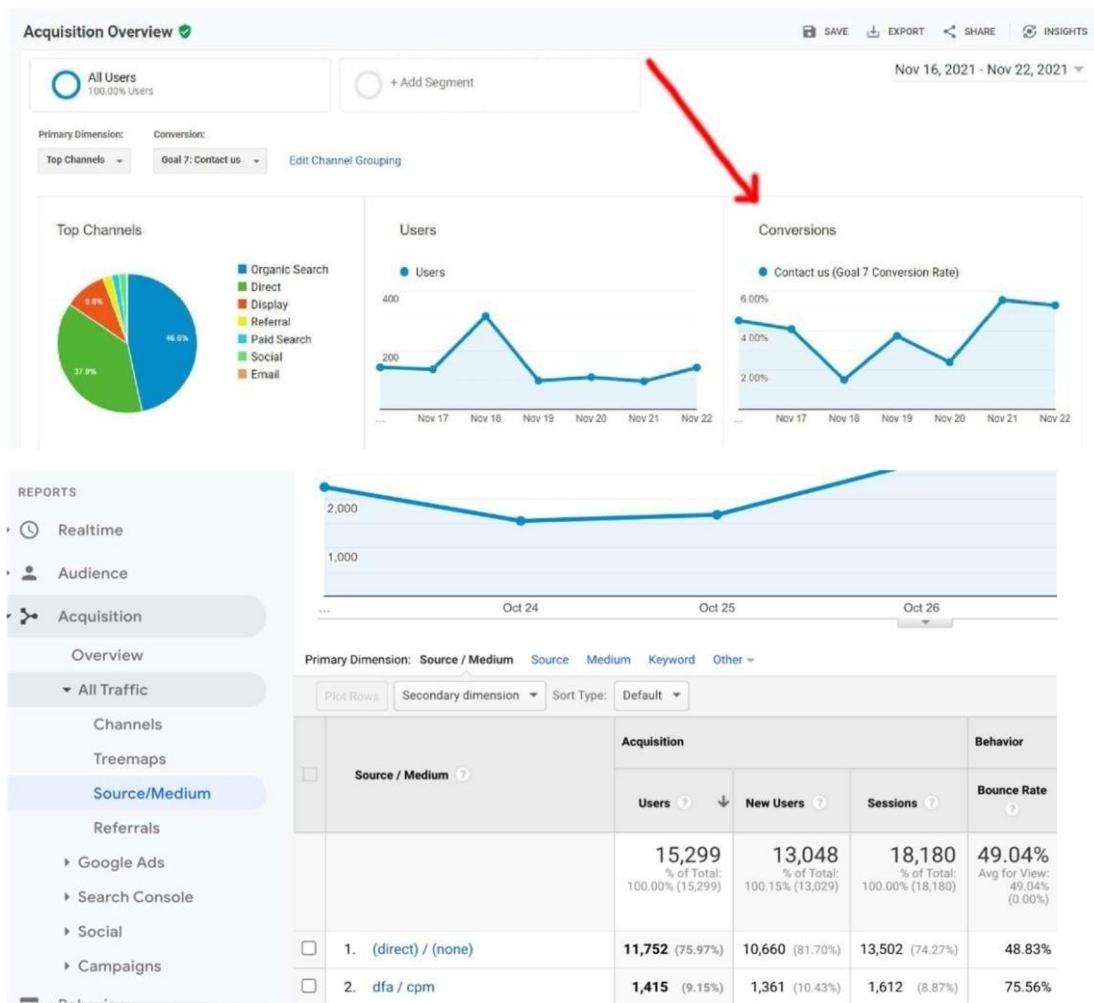 Acquisition Overview
SAVE EXPORT SHARE INSIGHTS
All Users
100.00% Users
+ Add Segment
Nov 16, 2021 - Nov 22, 2021
Primary Dimension: Conversion:
Top Channels Goal 7: Contact us Edit Channel Grouping
Top Channels
Organic Search
Direct
Display
Referral
Paid Search
Social
Email
9.8%
46.6%
37.9%
Users
Users
400
200
... Nov 17 Nov 18 Nov 19 Nov 20 Nov 21 Nov 22
Conversions
Contact us (Goal 7 Conversion Rate)
6.00%
4.00%
2.00%
... Nov 17 Nov 18 Nov 19 Nov 20 Nov 21 Nov 22
REPORTS
Realtime
Audience
Acquisition
Overview
All Traffic
Channels
Treemaps
Source/Medium
Referrals
Google Ads
Search Console
Social
Campaigns
2,000
1,000
... Oct 24 Oct 25 Oct 26
Primary Dimension: Source / Medium Source Medium Keyword Other
Plot Rows Secondary dimension Sort Type: Default
Source / Medium ?
Acquisition Behavior
Users ? New Users ? Sessions ? Bounce Rate ?
15,299 % of Total: 100.00% (15,299)
13,048 % of Total: 100.15% (13,029)
18,180 % of Total: 100.00% (18,180)
49.04% Avg for View: 49.04% (0.00%)
1. (direct) / (none) 11,752 (75.97%) 10,660 (81.70%) 13,502 (74.27%) 48.83%
2. dfa / cpm 1,415 (9.15%) 1,361 (10.43%) 1,612 (8.87%) 75.56%